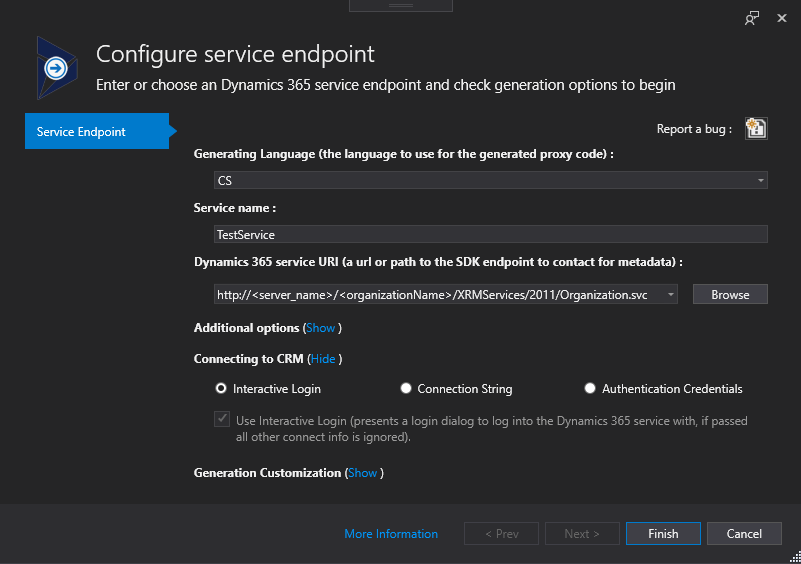 Configure service endpoint
Enter or choose an Dynamics 365 service endpoint and check generation options to begin
Service Endpoint
Report a bug :
Generating Language (the language to use for the generated proxy code) :
CS
Service name :
TestService
Dynamics 365 service URI (a url or path to the SDK endpoint to contact for metadata) :
http://<server_name>/<organizationName>/XRMServices/2011/Organization.svc
Browse
Additional options (Show )
Connecting to CRM (Hide )
Interactive Login Connection String Authentication Credentials
Use Interactive Login (presents a login dialog to log into the Dynamics 365 service with, if passed
all other connect info is ignored).
Generation Customization (Show )
More Information < Prev Next > Finish Cancel